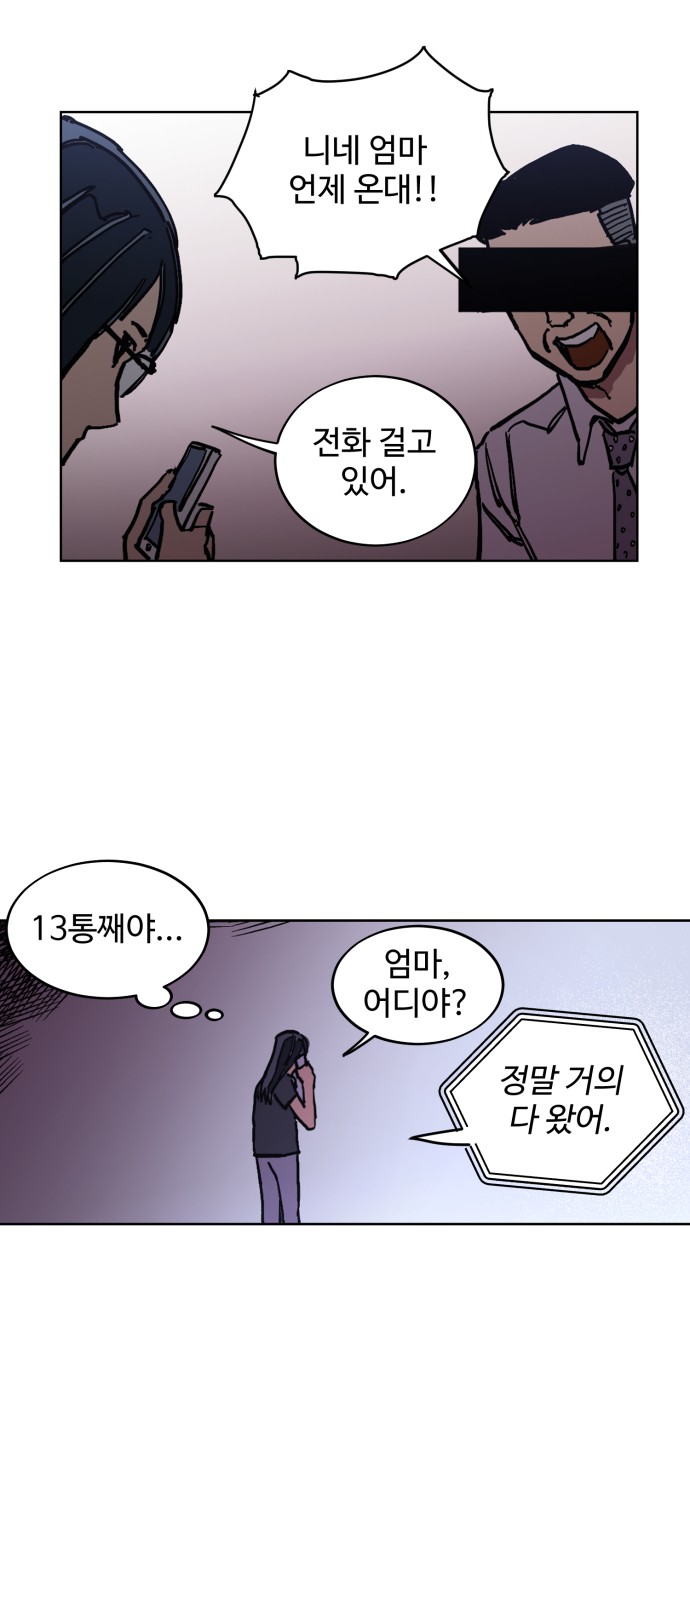 니네 엄마
언제 온대!!
전화 걸고
있어.
13통째야...
엄마,
어디야?
정말 거의
다 왔어.